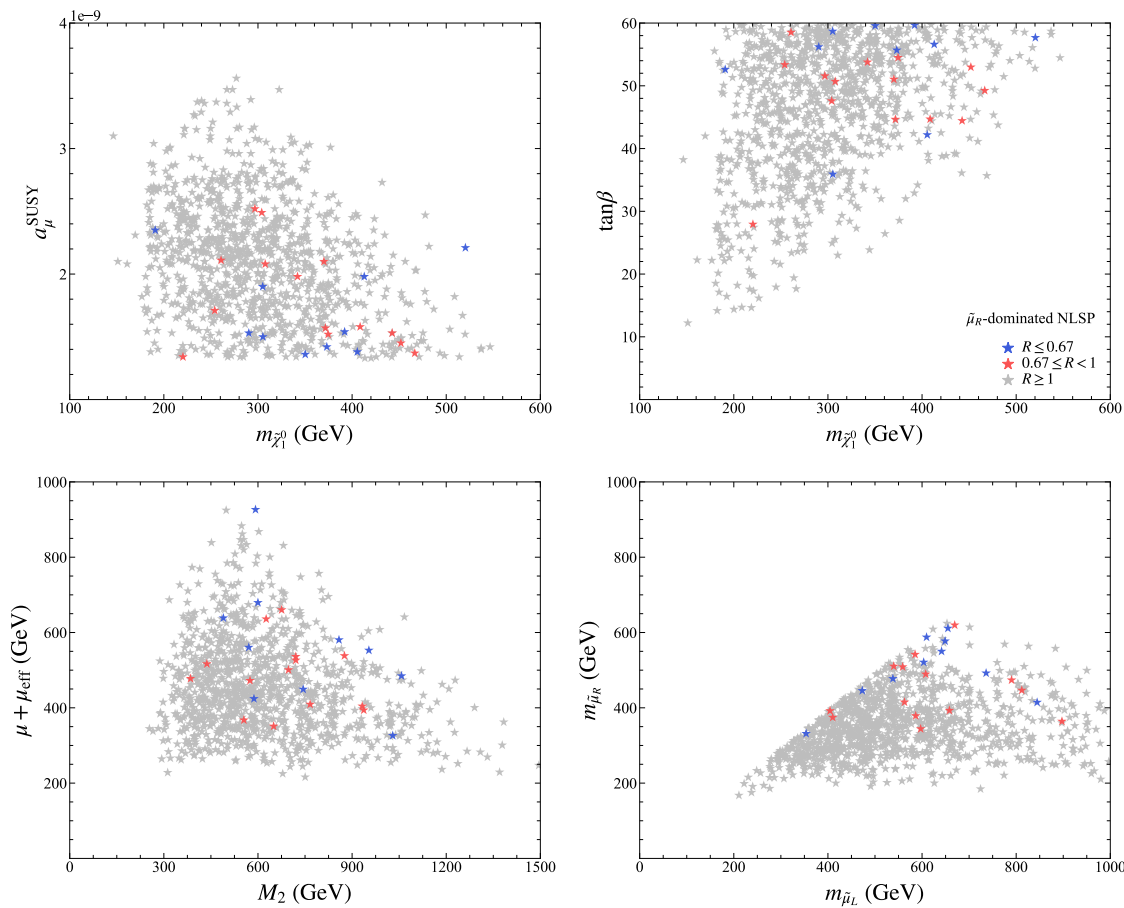 1e−9
4
3
2
a_μ^SUSY
100 200 300 400 500 600
m_χ̃₁⁰ (GeV)
60
50
40
30
20
10
tanβ
μ̃_R-dominated NLSP
R ≤ 0.67
0.67 ≤ R < 1
R ≥ 1
100 200 300 400 500 600
m_χ̃₁⁰ (GeV)
1000
800
600
400
200
μ + μ_eff (GeV)
0 300 600 900 1200 1500
M₂ (GeV)
1000
800
600
400
200
m_μ̃_R (GeV)
0 200 400 600 800 1000
m_μ̃_L (GeV)